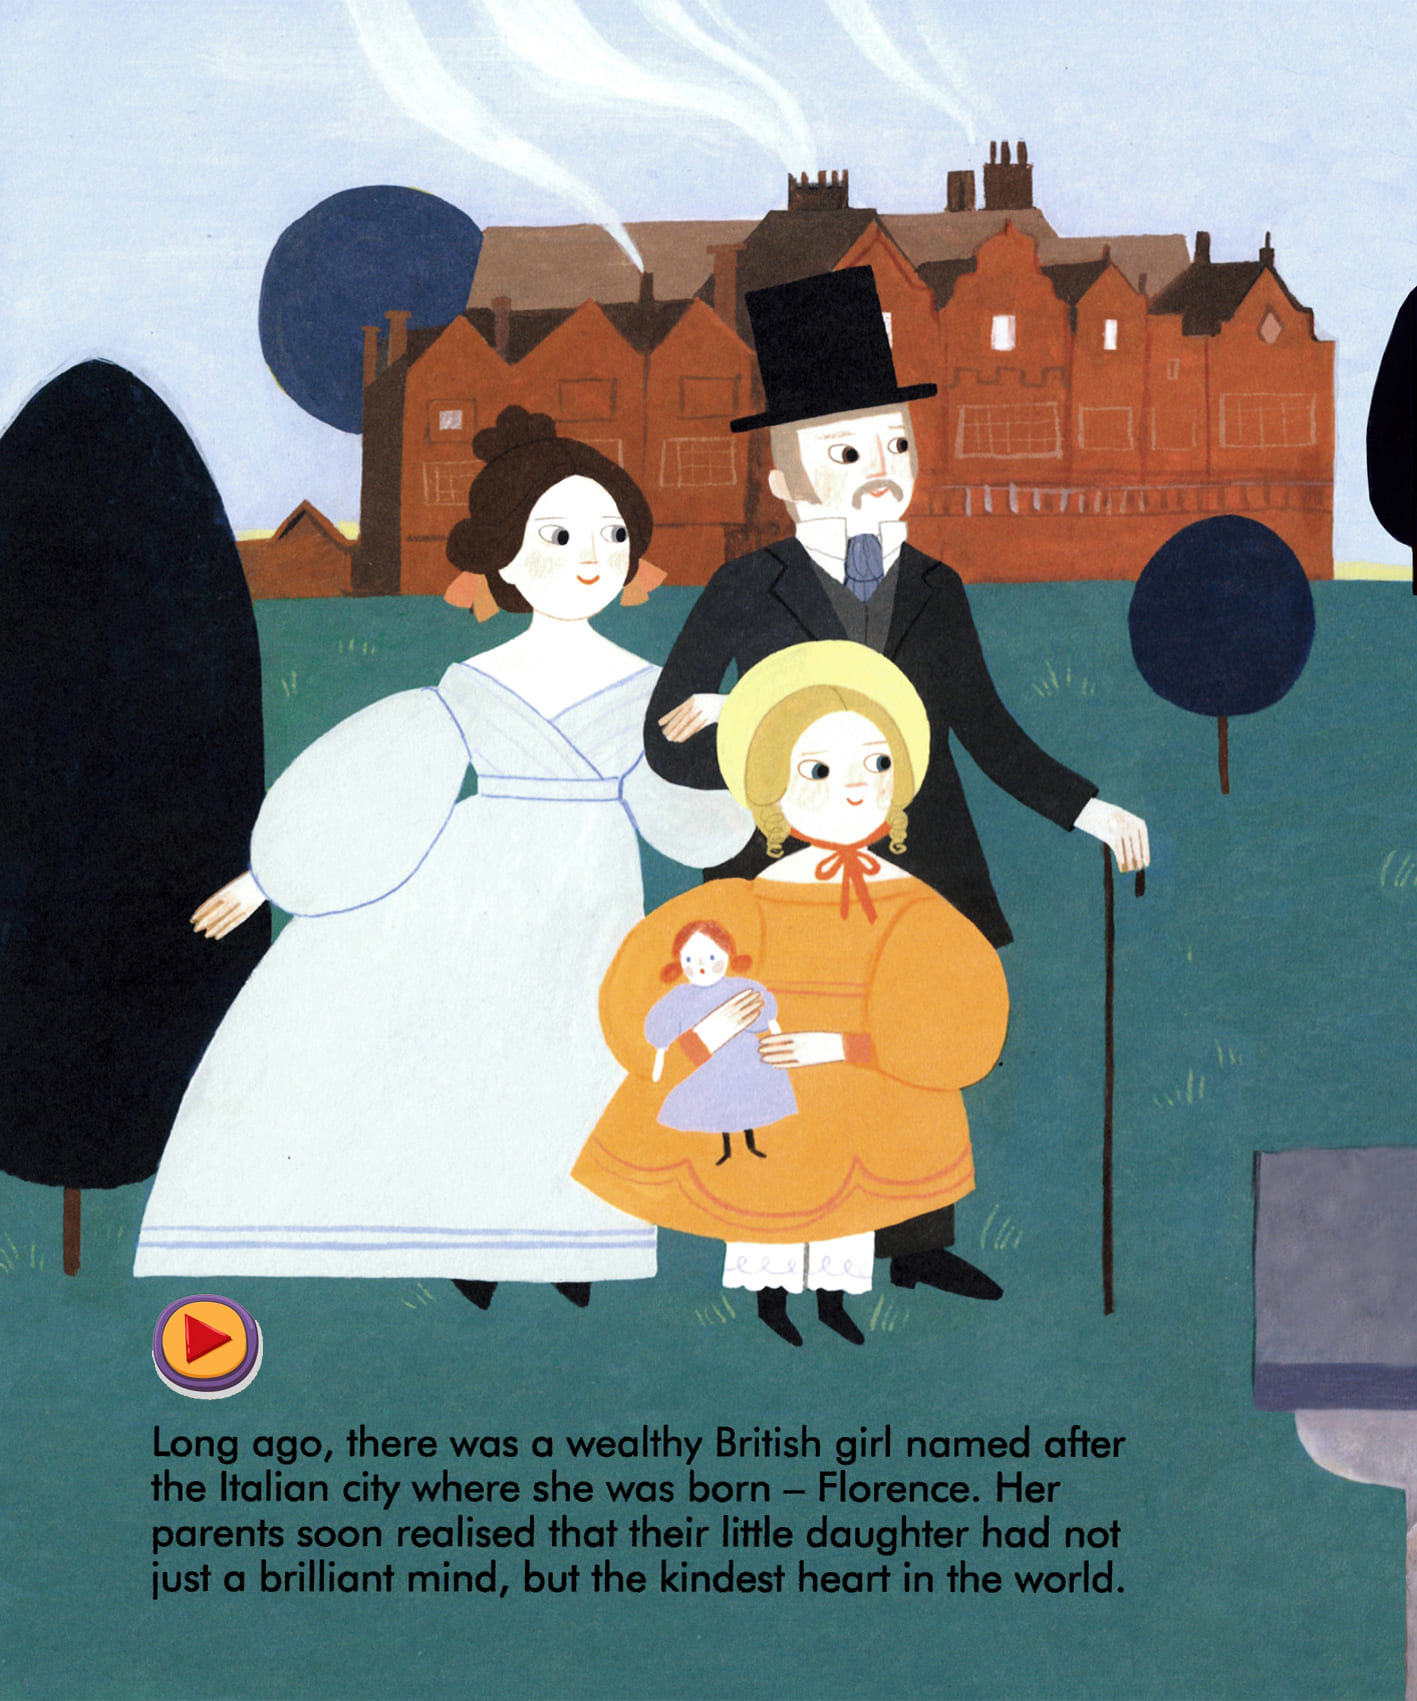 Long ago, there was a wealthy British girl named after
the Italian city where she was born – Florence. Her
parents soon realised that their little daughter had not
just a brilliant mind, but the kindest heart in the world.